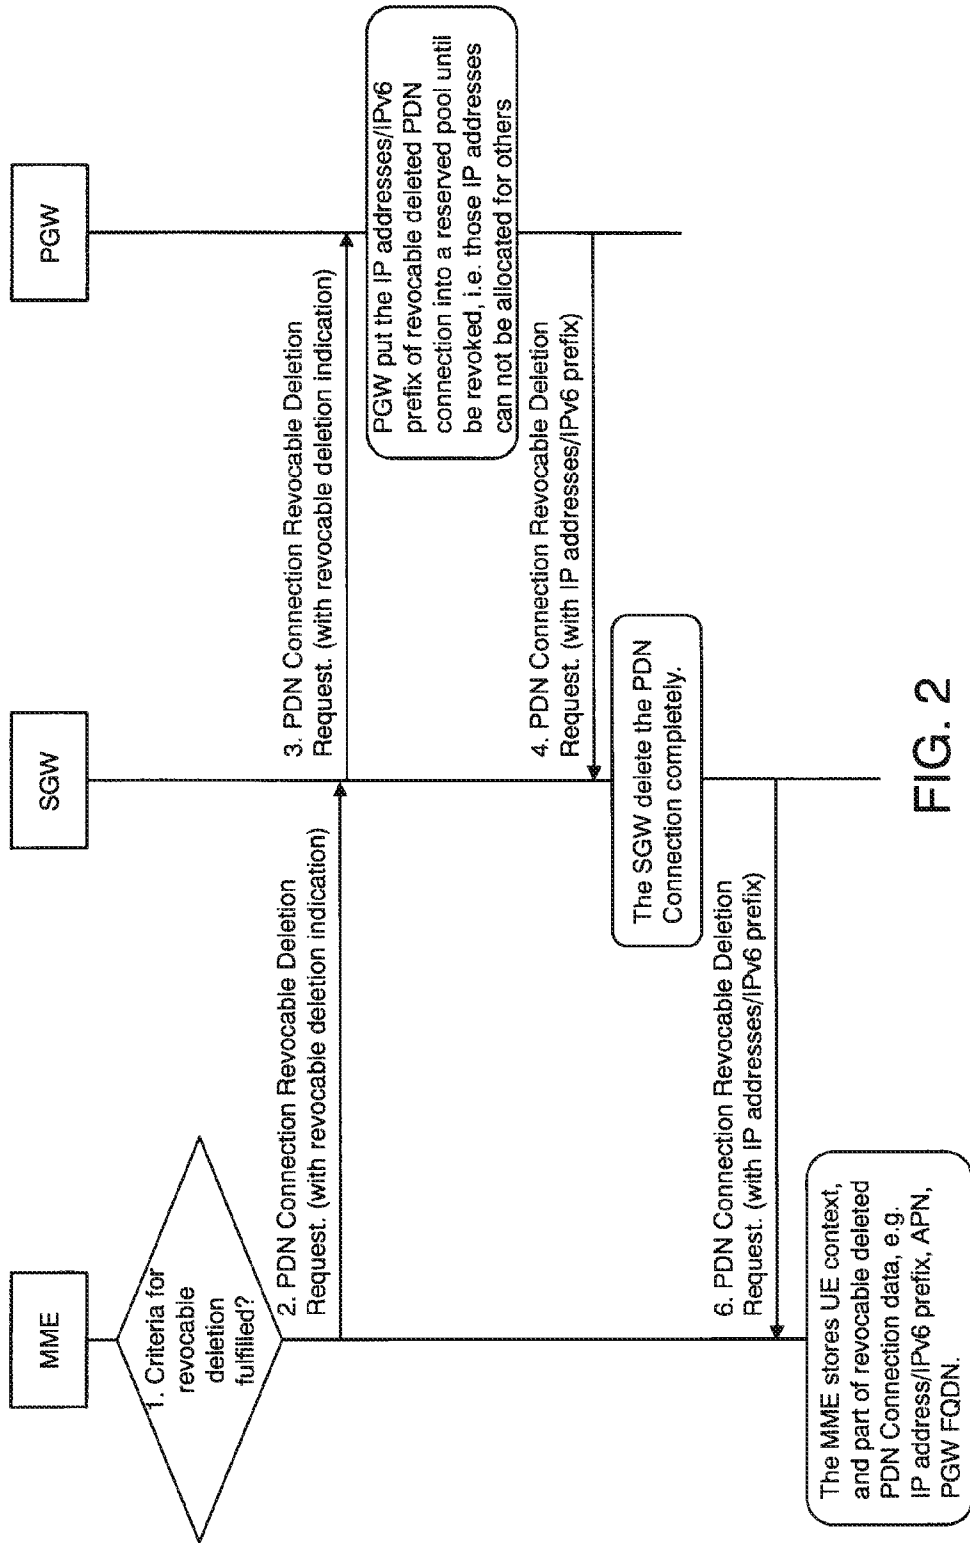 MME
SGW
PGW
1. Criteria for
revocable
deletion
fulfilled?
2. PDN Connection Revocable Deletion
Request. (with revocable deletion indication)
3. PDN Connection Revocable Deletion
Request. (with revocable deletion indication)
PGW put the IP addresses/IPv6
prefix of revocable deleted PDN
connection into a reserved pool until
be revoked, i.e. those IP addresses
can not be allocated for others
4. PDN Connection Revocable Deletion
Request. (with IP addresses/IPv6 prefix)
The SGW delete the PDN
Connection completely.
6. PDN Connection Revocable Deletion
Request. (with IP addresses/IPv6 prefix)
The MME stores UE context,
and part of revocable deleted
PDN Connection data, e.g.
IP address/IPv6 prefix, APN,
PGW FQDN.
FIG. 2